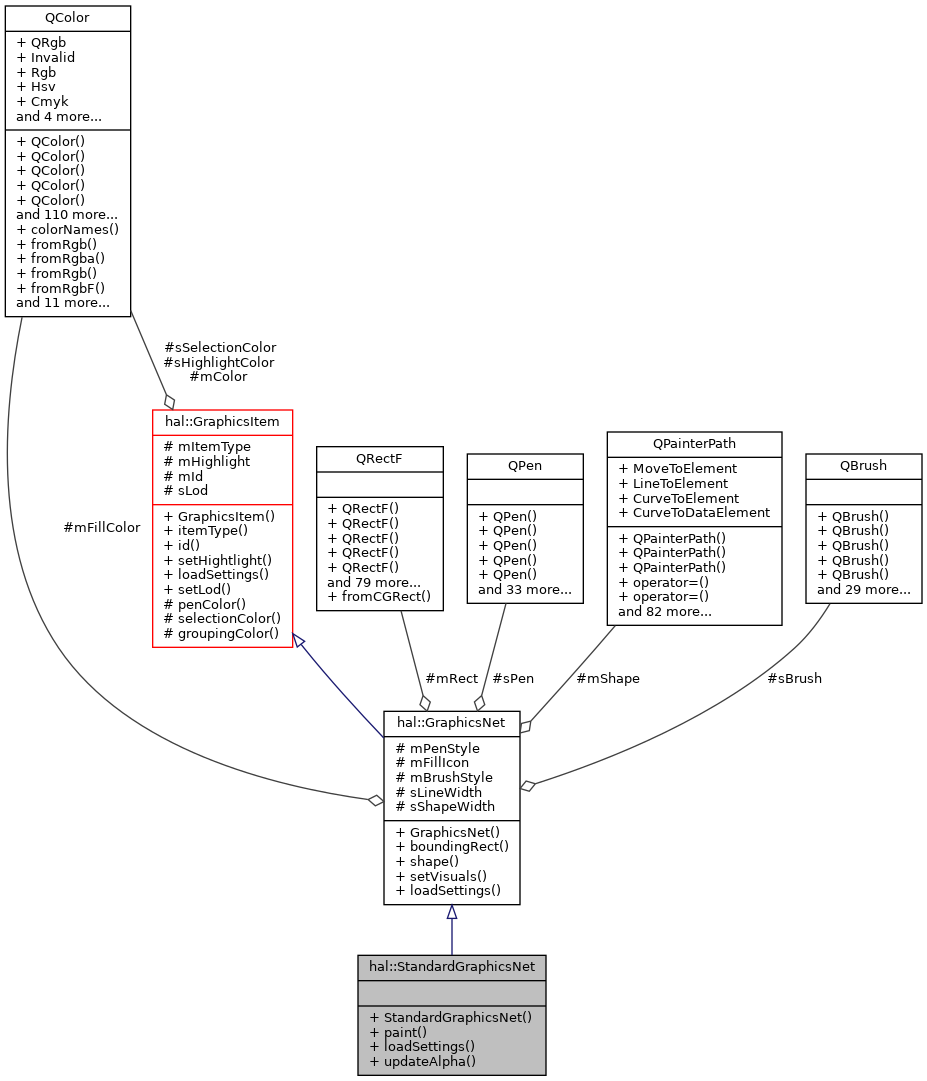 QColor
+ QRgb
+ Invalid
+ Rgb
+ Hsv
+ Cmyk
and 4 more...
+ QColor()
+ QColor()
+ QColor()
+ QColor()
+ QColor()
and 110 more...
+ colorNames()
+ fromRgb()
+ fromRgba()
+ fromRgb()
+ fromRgbF()
and 11 more...
#sSelectionColor
#sHighlightColor
#mColor
#mFillColor
hal::GraphicsItem
# mItemType
# mHighlight
# mId
# sLod
+ GraphicsItem()
+ itemType()
+ id()
+ setHightlight()
+ loadSettings()
+ setLod()
# penColor()
# selectionColor()
# groupingColor()
QRectF
+ QRectF()
+ QRectF()
+ QRectF()
+ QRectF()
+ QRectF()
and 79 more...
+ fromCGRect()
QPen
+ QPen()
+ QPen()
+ QPen()
+ QPen()
+ QPen()
and 33 more...
QPainterPath
+ MoveToElement
+ LineToElement
+ CurveToElement
+ CurveToDataElement
+ QPainterPath()
+ QPainterPath()
+ QPainterPath()
+ operator=()
+ operator=()
and 82 more...
QBrush
+ QBrush()
+ QBrush()
+ QBrush()
+ QBrush()
+ QBrush()
and 29 more...
#mRect
#sPen
#mShape
#sBrush
hal::GraphicsNet
# mPenStyle
# mFillIcon
# mBrushStyle
# sLineWidth
# sShapeWidth
+ GraphicsNet()
+ boundingRect()
+ shape()
+ setVisuals()
+ loadSettings()
hal::StandardGraphicsNet
+ StandardGraphicsNet()
+ paint()
+ loadSettings()
+ updateAlpha()